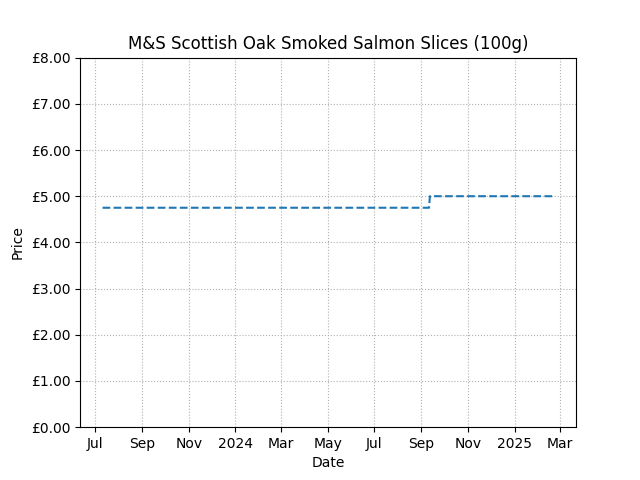 M&S Scottish Oak Smoked Salmon Slices (100g)
£8.00
£7.00
£6.00
£5.00
£4.00
£3.00
£2.00
£1.00
£0.00
Price
Jul Sep Nov 2024 Mar May Jul Sep Nov 2025 Mar
Date